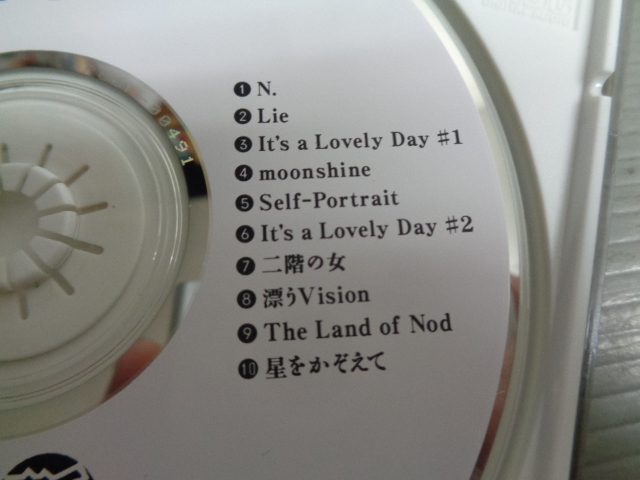 ❶ N.
❷ Lie
❸ It's a Lovely Day #1
❹ moonshine
❺ Self-Portrait
❻ It's a Lovely Day #2
❼ 二階の女
❽ 漂うVision
❾ The Land of Nod
❿ 星をかぞえて